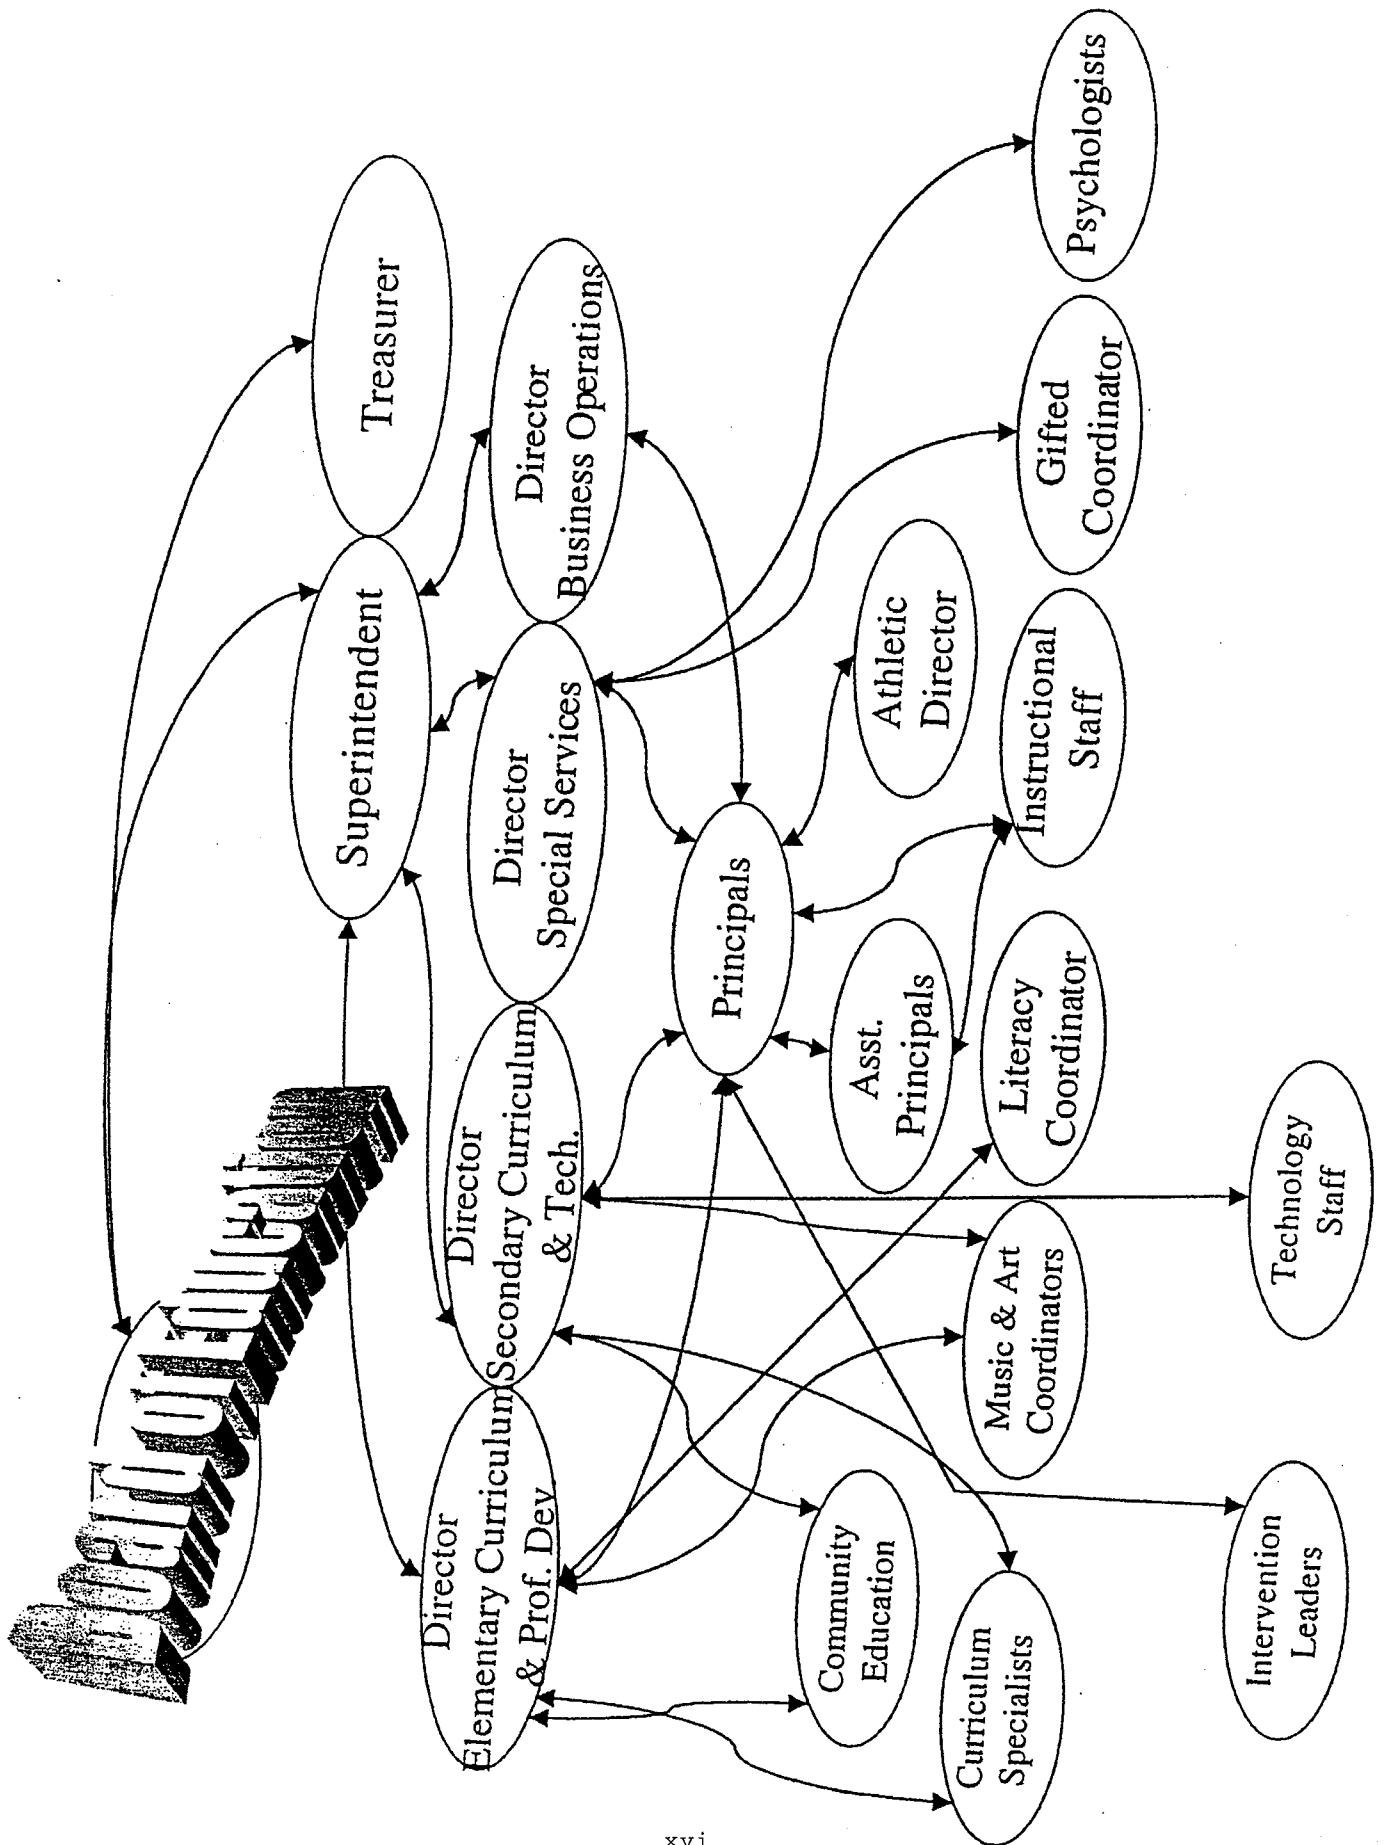 Board of Education
Superintendent
Treasurer
Director
Elementary Curriculum
& Prof. Dev
Director
Secondary Curriculum
& Tech.
Director
Special Services
Director
Business Operations
Principals
Community
Education
Asst.
Principals
Athletic
Director
Curriculum
Specialists
Music & Art
Coordinators
Literacy
Coordinator
Instructional
Staff
Gifted
Coordinator
Psychologists
Intervention
Leaders
Technology
Staff
xvi